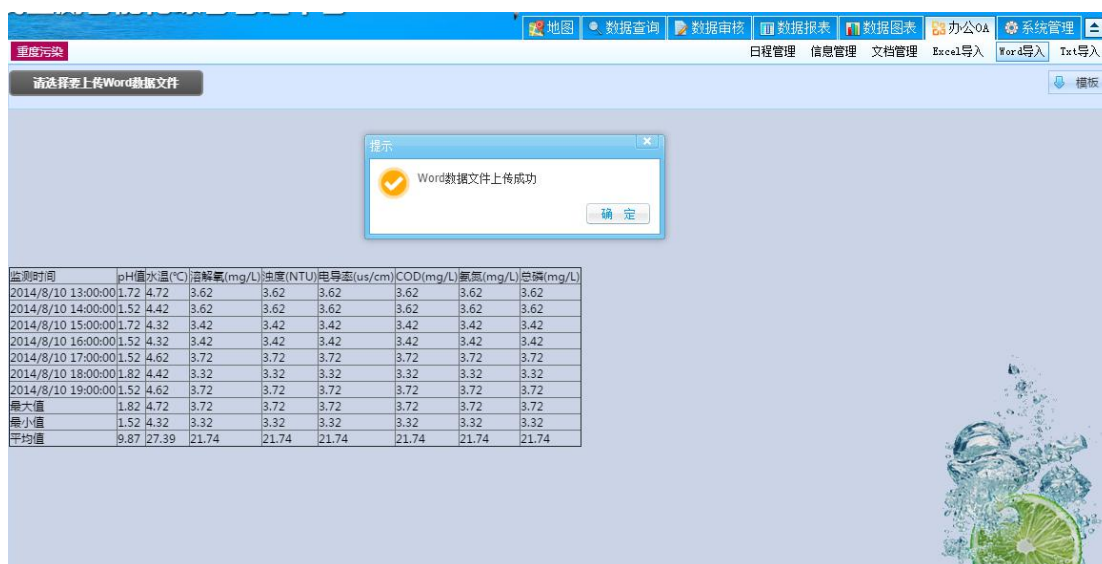 地图 数据查询 数据审核 数据报表 数据图表 办公OA 系统管理
重度污染 日程管理 信息管理 文档管理 Excel导入 Word导入 Txt导入
请选择要上传Word数据文件 模板
提示
Word数据文件上传成功
确 定
监测时间 pH值 水温(℃) 溶解氧(mg/L) 浊度(NTU) 电导率(us/cm) COD(mg/L) 氨氮(mg/L) 总磷(mg/L)
2014/8/10 13:00:00 1.72 4.72 3.62 3.62 3.62 3.62 3.62 3.62
2014/8/10 14:00:00 1.52 4.42 3.62 3.62 3.62 3.62 3.62 3.62
2014/8/10 15:00:00 1.72 4.32 3.42 3.42 3.42 3.42 3.42 3.42
2014/8/10 16:00:00 1.52 4.32 3.42 3.42 3.42 3.42 3.42 3.42
2014/8/10 17:00:00 1.52 4.62 3.72 3.72 3.72 3.72 3.72 3.72
2014/8/10 18:00:00 1.82 4.42 3.32 3.32 3.32 3.32 3.32 3.32
2014/8/10 19:00:00 1.52 4.62 3.72 3.72 3.72 3.72 3.72 3.72
最大值 1.82 4.72 3.72 3.72 3.72 3.72 3.72 3.72
最小值 1.52 4.32 3.32 3.32 3.32 3.32 3.32 3.32
平均值 9.87 27.39 21.74 21.74 21.74 21.74 21.74 21.74